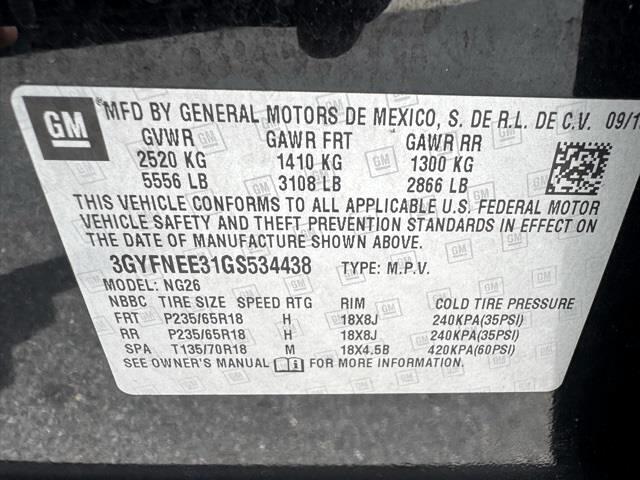 GM
MFD BY GENERAL MOTORS DE MEXICO, S. DE R.L. DE C.V. 09/1
GVWR GAWR FRT GAWR RR
2520 KG 1410 KG 1300 KG
5556 LB 3108 LB 2866 LB
THIS VEHICLE CONFORMS TO ALL APPLICABLE U.S. FEDERAL MOTOR
VEHICLE SAFETY AND THEFT PREVENTION STANDARDS IN EFFECT ON
THE DATE OF MANUFACTURE SHOWN ABOVE.
3GYFNEE31GS534438 TYPE: M.P.V.
MODEL: NG26
NBBC TIRE SIZE SPEED RTG RIM COLD TIRE PRESSURE
FRT P235/65R18 H 18X8J 240KPA(35PSI)
RR P235/65R18 H 18X8J 240KPA(35PSI)
SPA T135/70R18 M 18X4.5B 420KPA(60PSI)
SEE OWNER'S MANUAL FOR MORE INFORMATION.